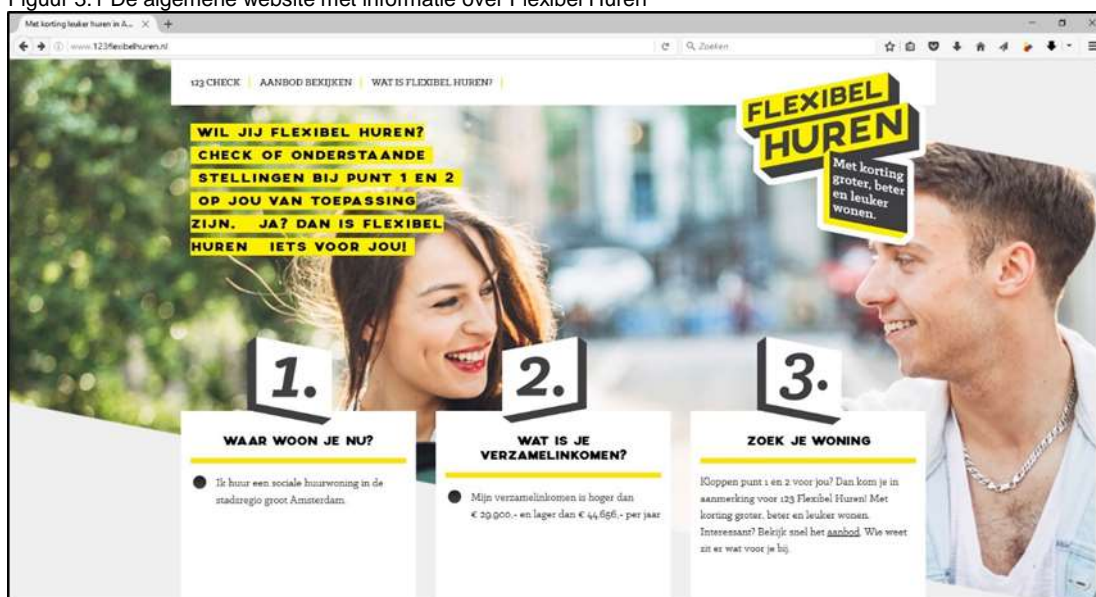 Figuur 3.1 De algemene website met informatie over Flexibel Huren
Met korting leuker huren in A...
www.123flexibelhuren.nl
Zoeken
123 CHECK
AANBOD BEKIJKEN
WAT IS FLEXIBEL HUREN?
WIL JIJ FLEXIBEL HUREN?
CHECK OF ONDERSTAANDE
STELLINGEN BIJ PUNT 1 EN 2
OP JOU VAN TOEPASSING
ZIJN. JA? DAN IS FLEXIBEL
HUREN IETS VOOR JOU!
FLEXIBEL
HUREN
Met korting
groter, beter
en leuker
wonen.
1.
WAAR WOON JE NU?
Ik huur een sociale huurwoning in de
stadsregio groot Amsterdam.
2.
WAT IS JE
VERZAMELINKOMEN?
Mijn verzamelinkomen is hoger dan
€ 29.900,- en lager dan € 44.656,- per jaar
3.
ZOEK JE WONING
Kloppen punt 1 en 2 voor jou? Dan kom je in
aanmerking voor 123 Flexibel Huren! Met
korting groter, beter en leuker wonen.
Interessant? Bekijk snel het aanbod. Wie weet
zit er wat voor je bij.